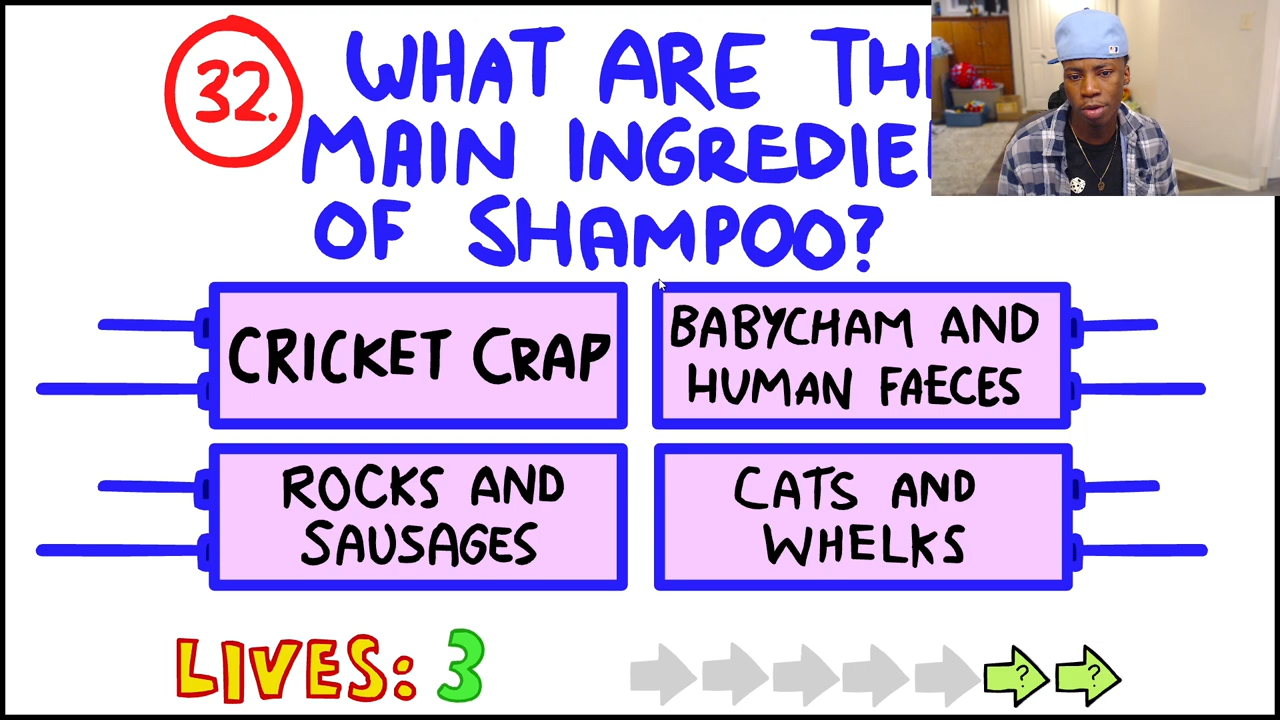 32.
WHAT ARE TH
MAIN INGREDIE
OF SHAMPOO?
CRICKET CRAP
BABYCHAM AND
HUMAN FAECES
ROCKS AND
SAUSAGES
CATS AND
WHELKS
LIVES: 3
? ?